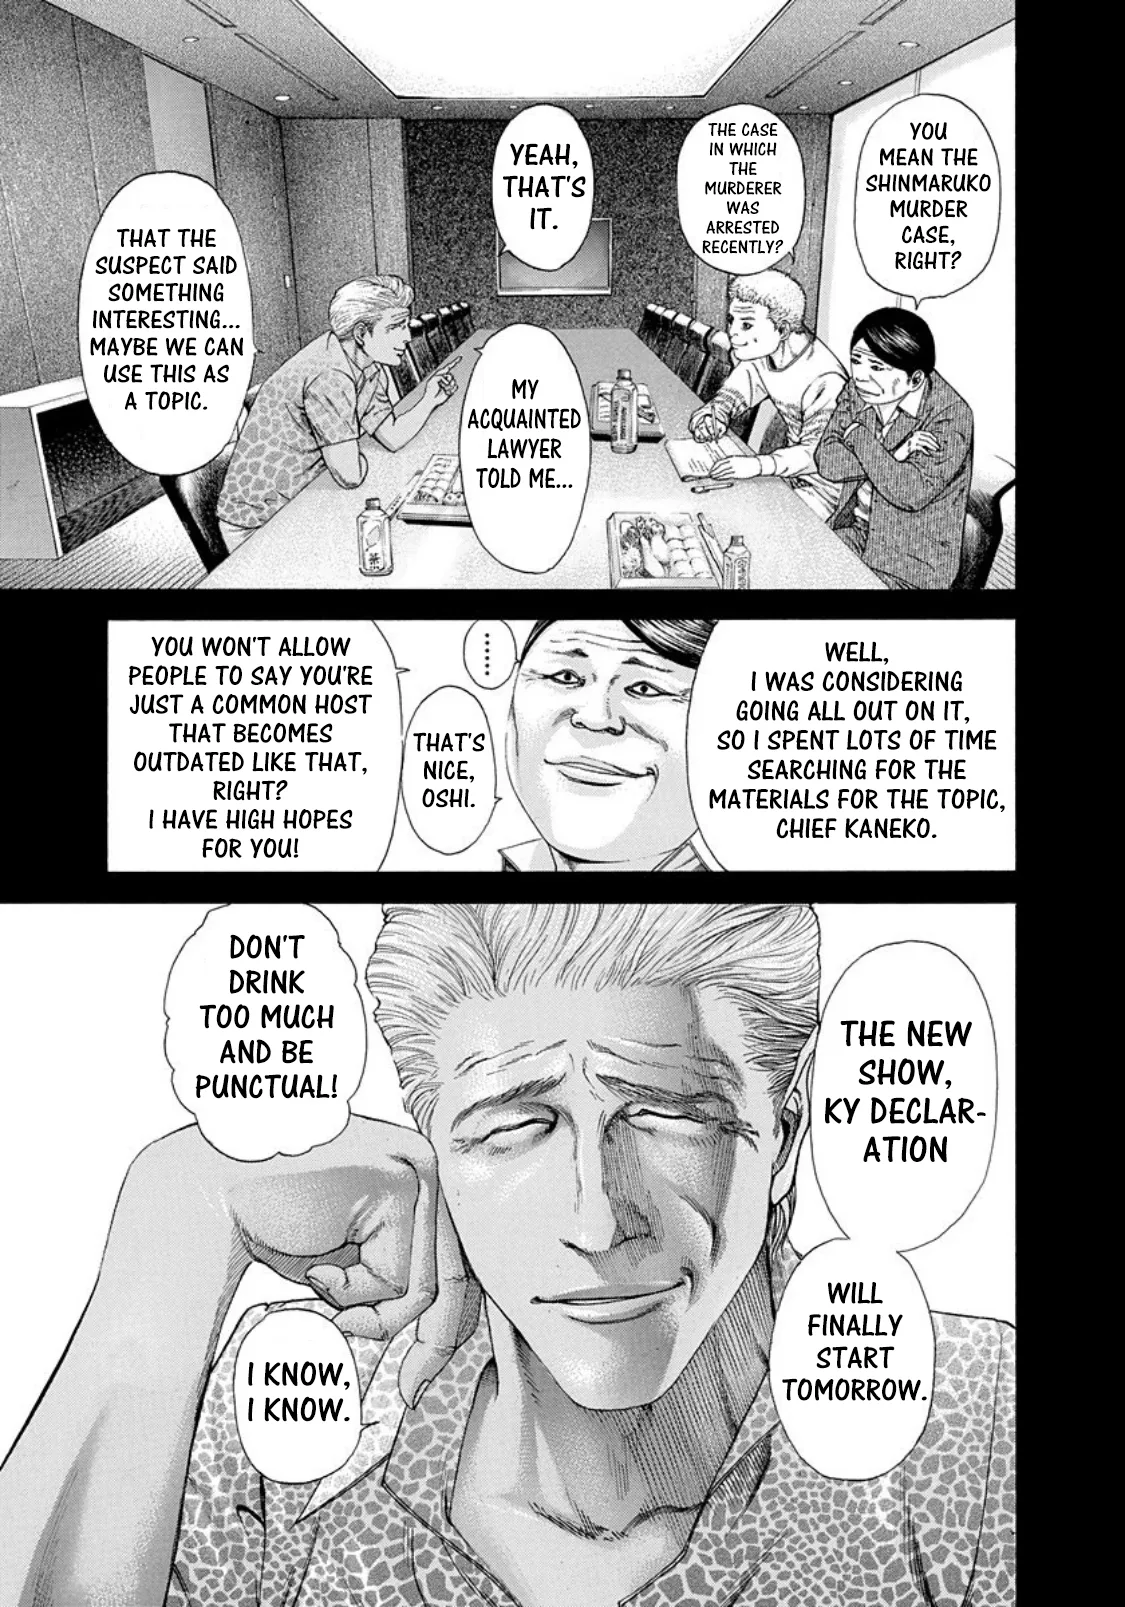 YOU
MEAN THE
SHINMARUKO
MURDER
CASE,
RIGHT?
THE CASE
IN WHICH
THE
MURDERER
WAS
ARRESTED
RECENTLY?
YEAH,
THAT'S
IT.
MY
ACQUAINTED
LAWYER
TOLD ME...
THAT THE
SUSPECT SAID
SOMETHING
INTERESTING...
MAYBE WE CAN
USE THIS AS
A TOPIC.
茶
WELL,
I WAS CONSIDERING
GOING ALL OUT ON IT,
SO I SPENT LOTS OF TIME
SEARCHING FOR THE
MATERIALS FOR THE TOPIC,
CHIEF KANEKO.
......
THAT'S
NICE,
OSHI.
YOU WON'T ALLOW
PEOPLE TO SAY YOU'RE
JUST A COMMON HOST
THAT BECOMES
OUTDATED LIKE THAT,
RIGHT?
I HAVE HIGH HOPES
FOR YOU!
THE NEW
SHOW,
KY DECLAR-
ATION
WILL
FINALLY
START
TOMORROW.
DON'T
DRINK
TOO MUCH
AND BE
PUNCTUAL!
I KNOW,
I KNOW.